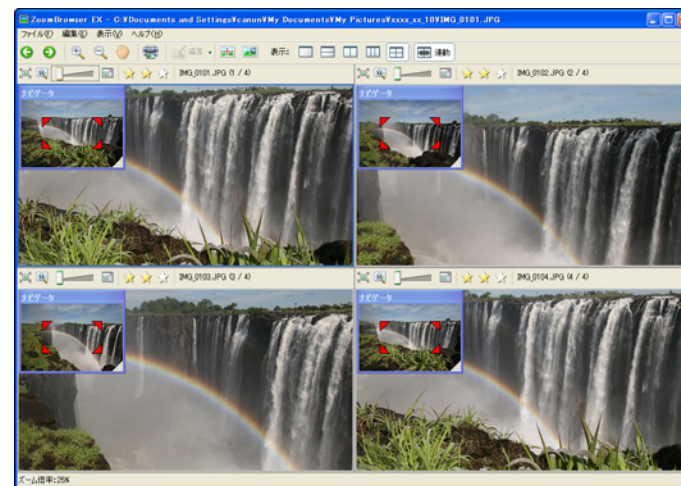 ZoomBrowser EX - C:¥Documents and Settings¥canon¥My Documents¥My Pictures¥xxxx_xx_10¥IMG_0101.JPG
ファイル(F) 編集(E) 表示(V) ヘルプ(H)
編集 表示: 連動
IMG_0101.JPG (1 / 4)
IMG_0102.JPG (2 / 4)
ナビゲータ
ナビゲータ
IMG_0103.JPG (3 / 4)
IMG_0104.JPG (4 / 4)
ナビゲータ
ナビゲータ
ズーム倍率:25%